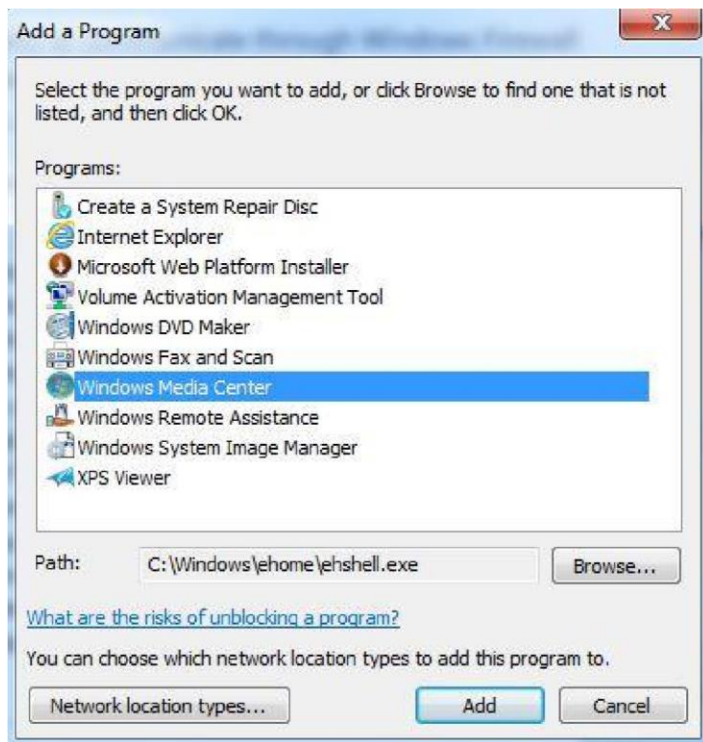 Add a Program
Select the program you want to add, or click Browse to find one that is not
listed, and then click OK.
Programs:
Create a System Repair Disc
Internet Explorer
Microsoft Web Platform Installer
Volume Activation Management Tool
Windows DVD Maker
Windows Fax and Scan
Windows Media Center
Windows Remote Assistance
Windows System Image Manager
XPS Viewer
Path: C:\Windows\ehome\ehshell.exe Browse...
What are the risks of unblocking a program?
You can choose which network location types to add this program to.
Network location types... Add Cancel